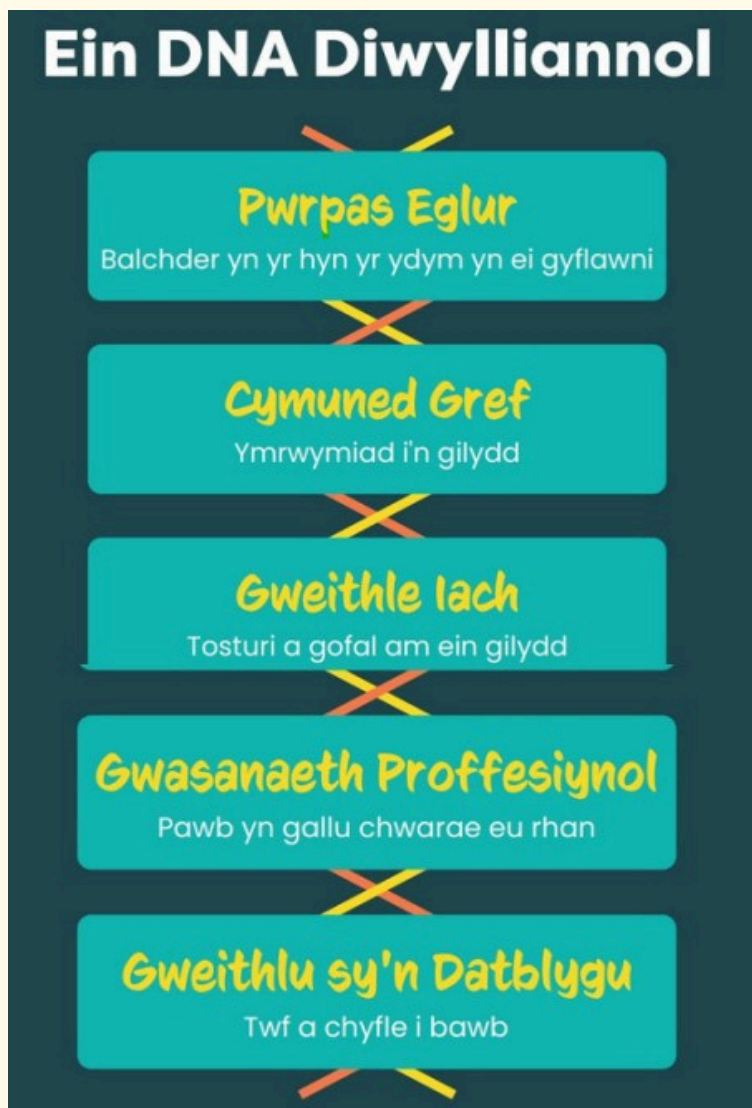 Ein DNA Diwylliannol
Pwrpas Eglur
Balchder yn yr hyn yr ydym yn ei gyflawni
Cymuned Gref
Ymrwymiad i'n gilydd
Gweithle Iach
Tosturi a gofal am ein gilydd
Gwasanaeth Proffesiynol
Pawb yn gallu chwarae eu rhan
Gweithlu sy'n Datblygu
Twf a chyfle i bawb